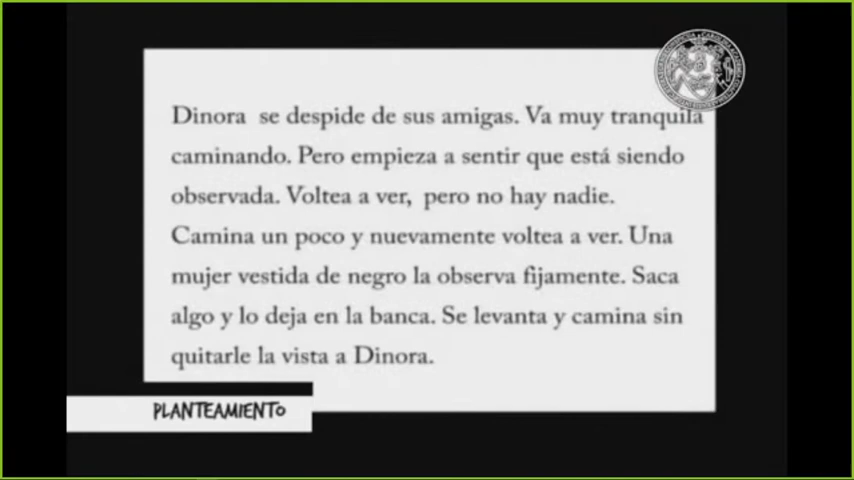 Dinora se despide de sus amigas. Va muy tranquila
caminando. Pero empieza a sentir que está siendo
observada. Voltea a ver, pero no hay nadie.
Camina un poco y nuevamente voltea a ver. Una
mujer vestida de negro la observa fijamente. Saca
algo y lo deja en la banca. Se levanta y camina sin
quitarle la vista a Dinora.
PLANTEAMIENTO